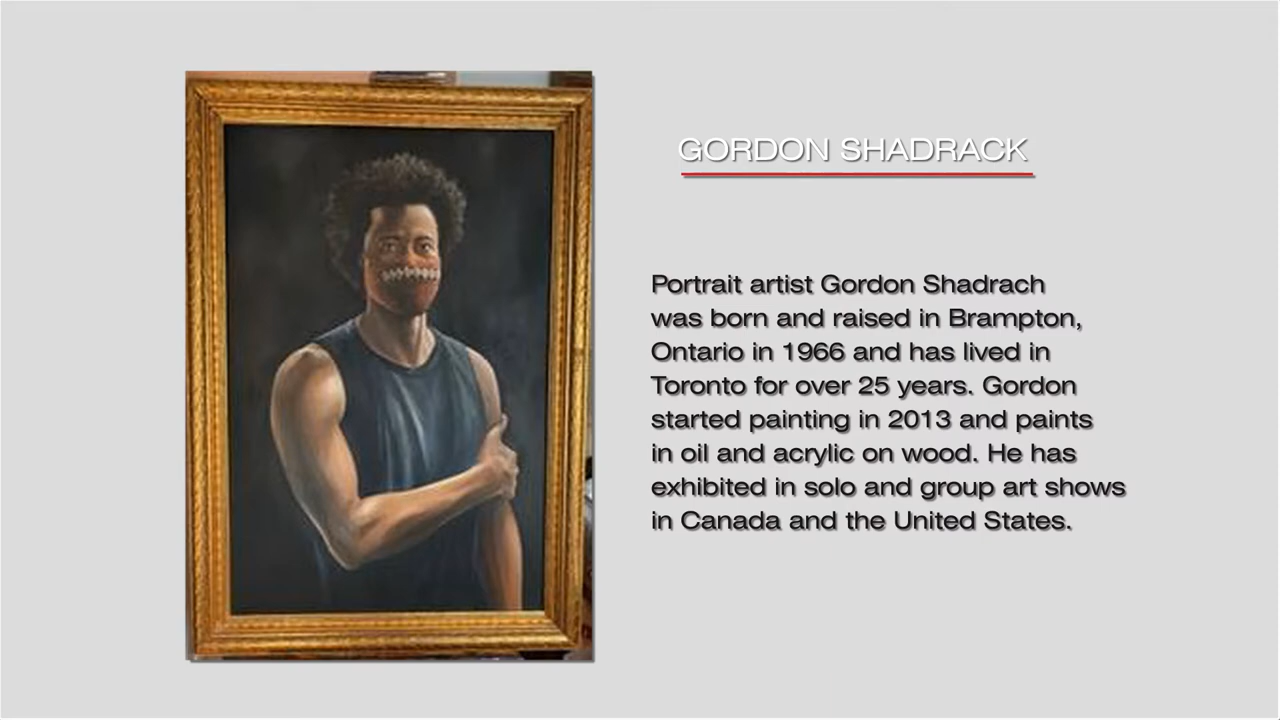 GORDON SHADRACK
Portrait artist Gordon Shadrach
was born and raised in Brampton,
Ontario in 1966 and has lived in
Toronto for over 25 years. Gordon
started painting in 2013 and paints
in oil and acrylic on wood. He has
exhibited in solo and group art shows
in Canada and the United States.